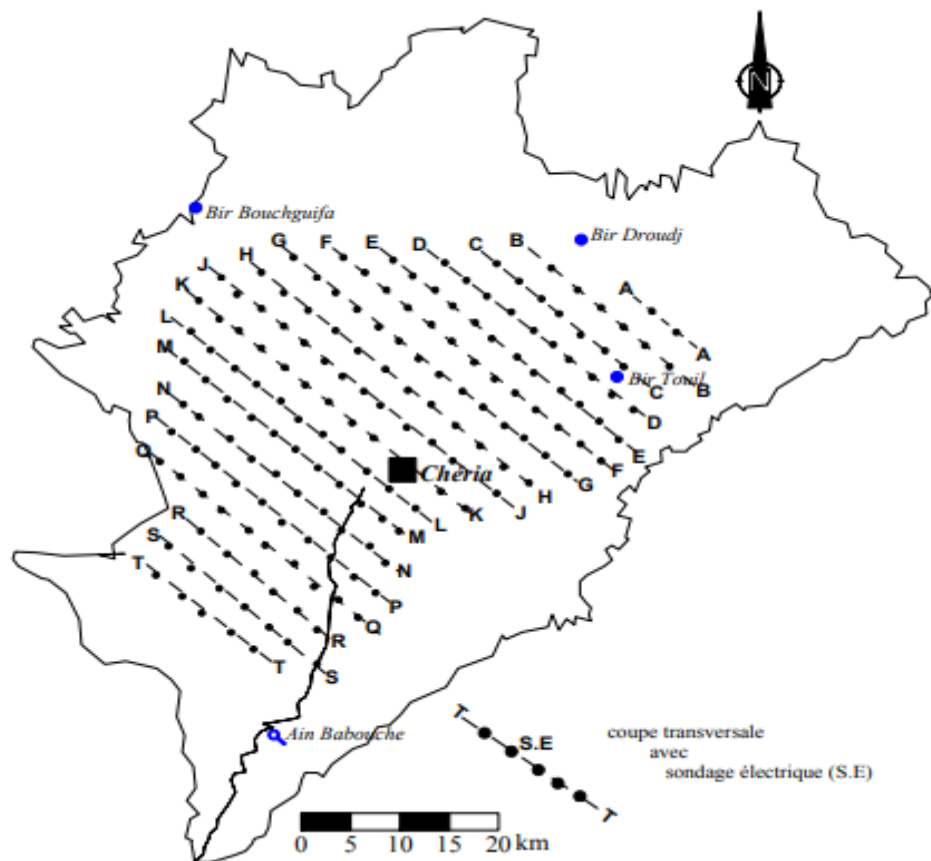 N
Bir Bouchguifa
Bir Droudj
B
C
D
E
F
G
H
J
K
A
L
M
A
Bir Touil
B
C
N
D
P
Q
E
F
Chéria
G
H
J
K
R
L
S
M
T
N
P
Q
R
T
S
Ain Babouche
T
S.E
T
coupe transversale
avec
sondage électrique (S.E)
0 5 10 15 20 km